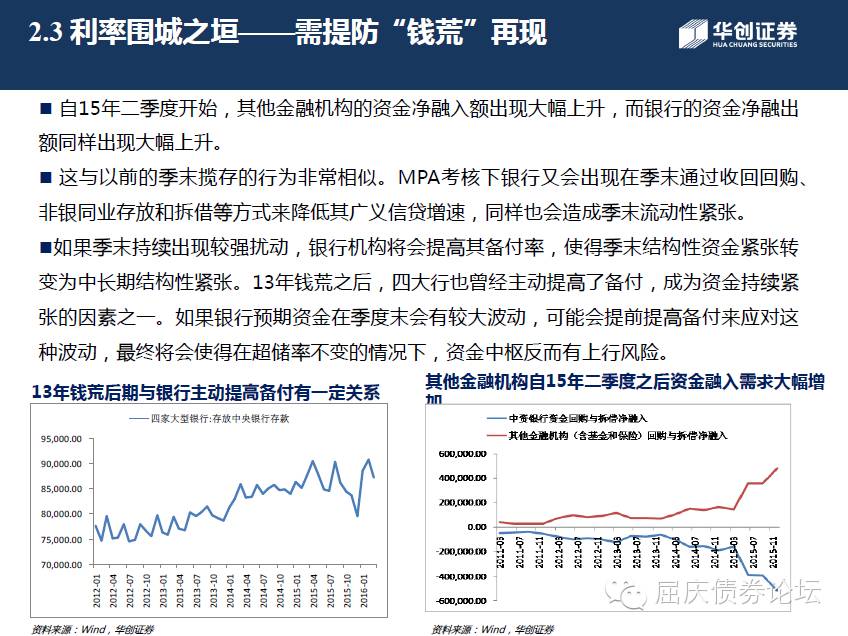 2.3 利率围城之垣——需提防“钱荒”再现
华创证券
HUA CHUANG SECURITIES
■ 自15年二季度开始，其他金融机构的资金净融入额出现大幅上升，而银行的资金净融出
额同样出现大幅上升。
■ 这与以前的季末揽存的行为非常相似。MPA考核下银行又会出现在季末通过收回回购、
非银同业存放和拆借等方式来降低其广义信贷增速，同样也会造成季末流动性紧张。
■如果季末持续出现较强扰动，银行机构将会提高其备付率，使得季末结构性资金紧张转
变为中长期结构性紧张。13年钱荒之后，四大行也曾经主动提高了备付，成为资金持续紧
张的因素之一。如果银行预期资金在季度末会有较大波动，可能会提前提高备付来应对这
种波动，最终将会使得在超储率不变的情况下，资金中枢反而有上行风险。
13年钱荒后期与银行主动提高备付有一定关系
四家大型银行:存放中央银行存款
95,000.00
90,000.00
85,000.00
80,000.00
75,000.00
70,000.00
2012-01
2012-04
2012-07
2012-10
2013-01
2013-04
2013-07
2013-10
2014-01
2014-04
2014-07
2014-10
2015-01
2015-04
2015-07
2015-10
2016-01
资料来源：Wind，华创证券
其他金融机构自15年二季度之后资金融入需求大幅增
加
中资银行资金回购与拆借净融入
其他金融机构（含基金和保险）回购与拆借净融入
600,000.00
400,000.00
200,000.00
0.00
-200,000.00
-400,000.00
-600,000.00
2011-03
2011-07
2011-11
2012-03
2012-07
2012-11
2013-03
2013-07
2013-11
2014-03
2014-07
2014-11
2015-03
2015-07
2015-11
屈庆债券论坛
资料来源：Wind，华创证券